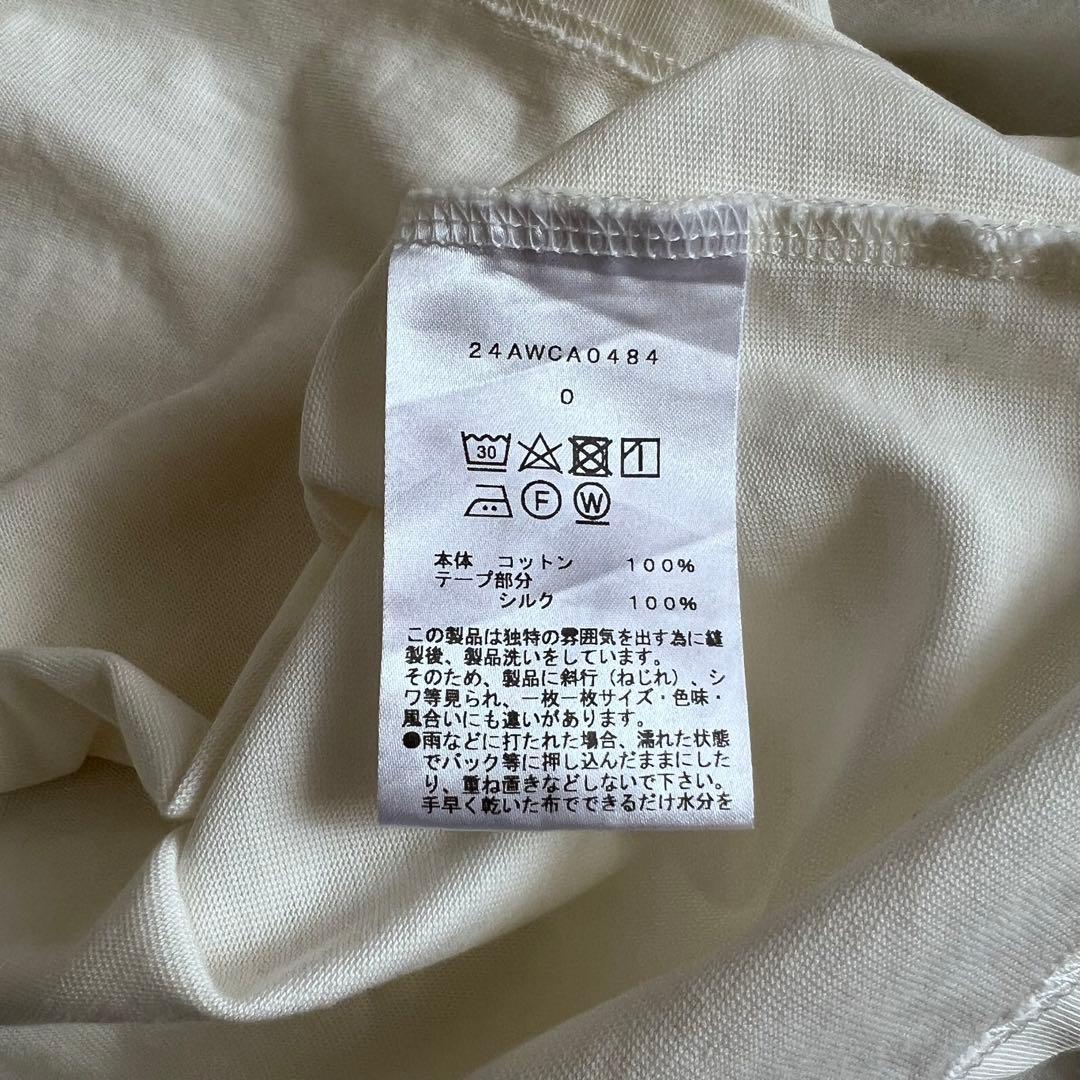 24AWCA0484
0
30
F W
本体 コットン 100%
テープ部分
シルク 100%
この製品は独特の雰囲気を出す為に縫
製後、製品洗いをしています。
そのため、製品に斜行（ねじれ）、シ
ワ等見られ、一枚一枚サイズ・色味・
風合いにも違いがあります。
●雨などに打たれた場合、濡れた状態
でバック等に押し込んだままにした
り、重ね置きなどしないで下さい。
手早く乾いた布でできるだけ水分を